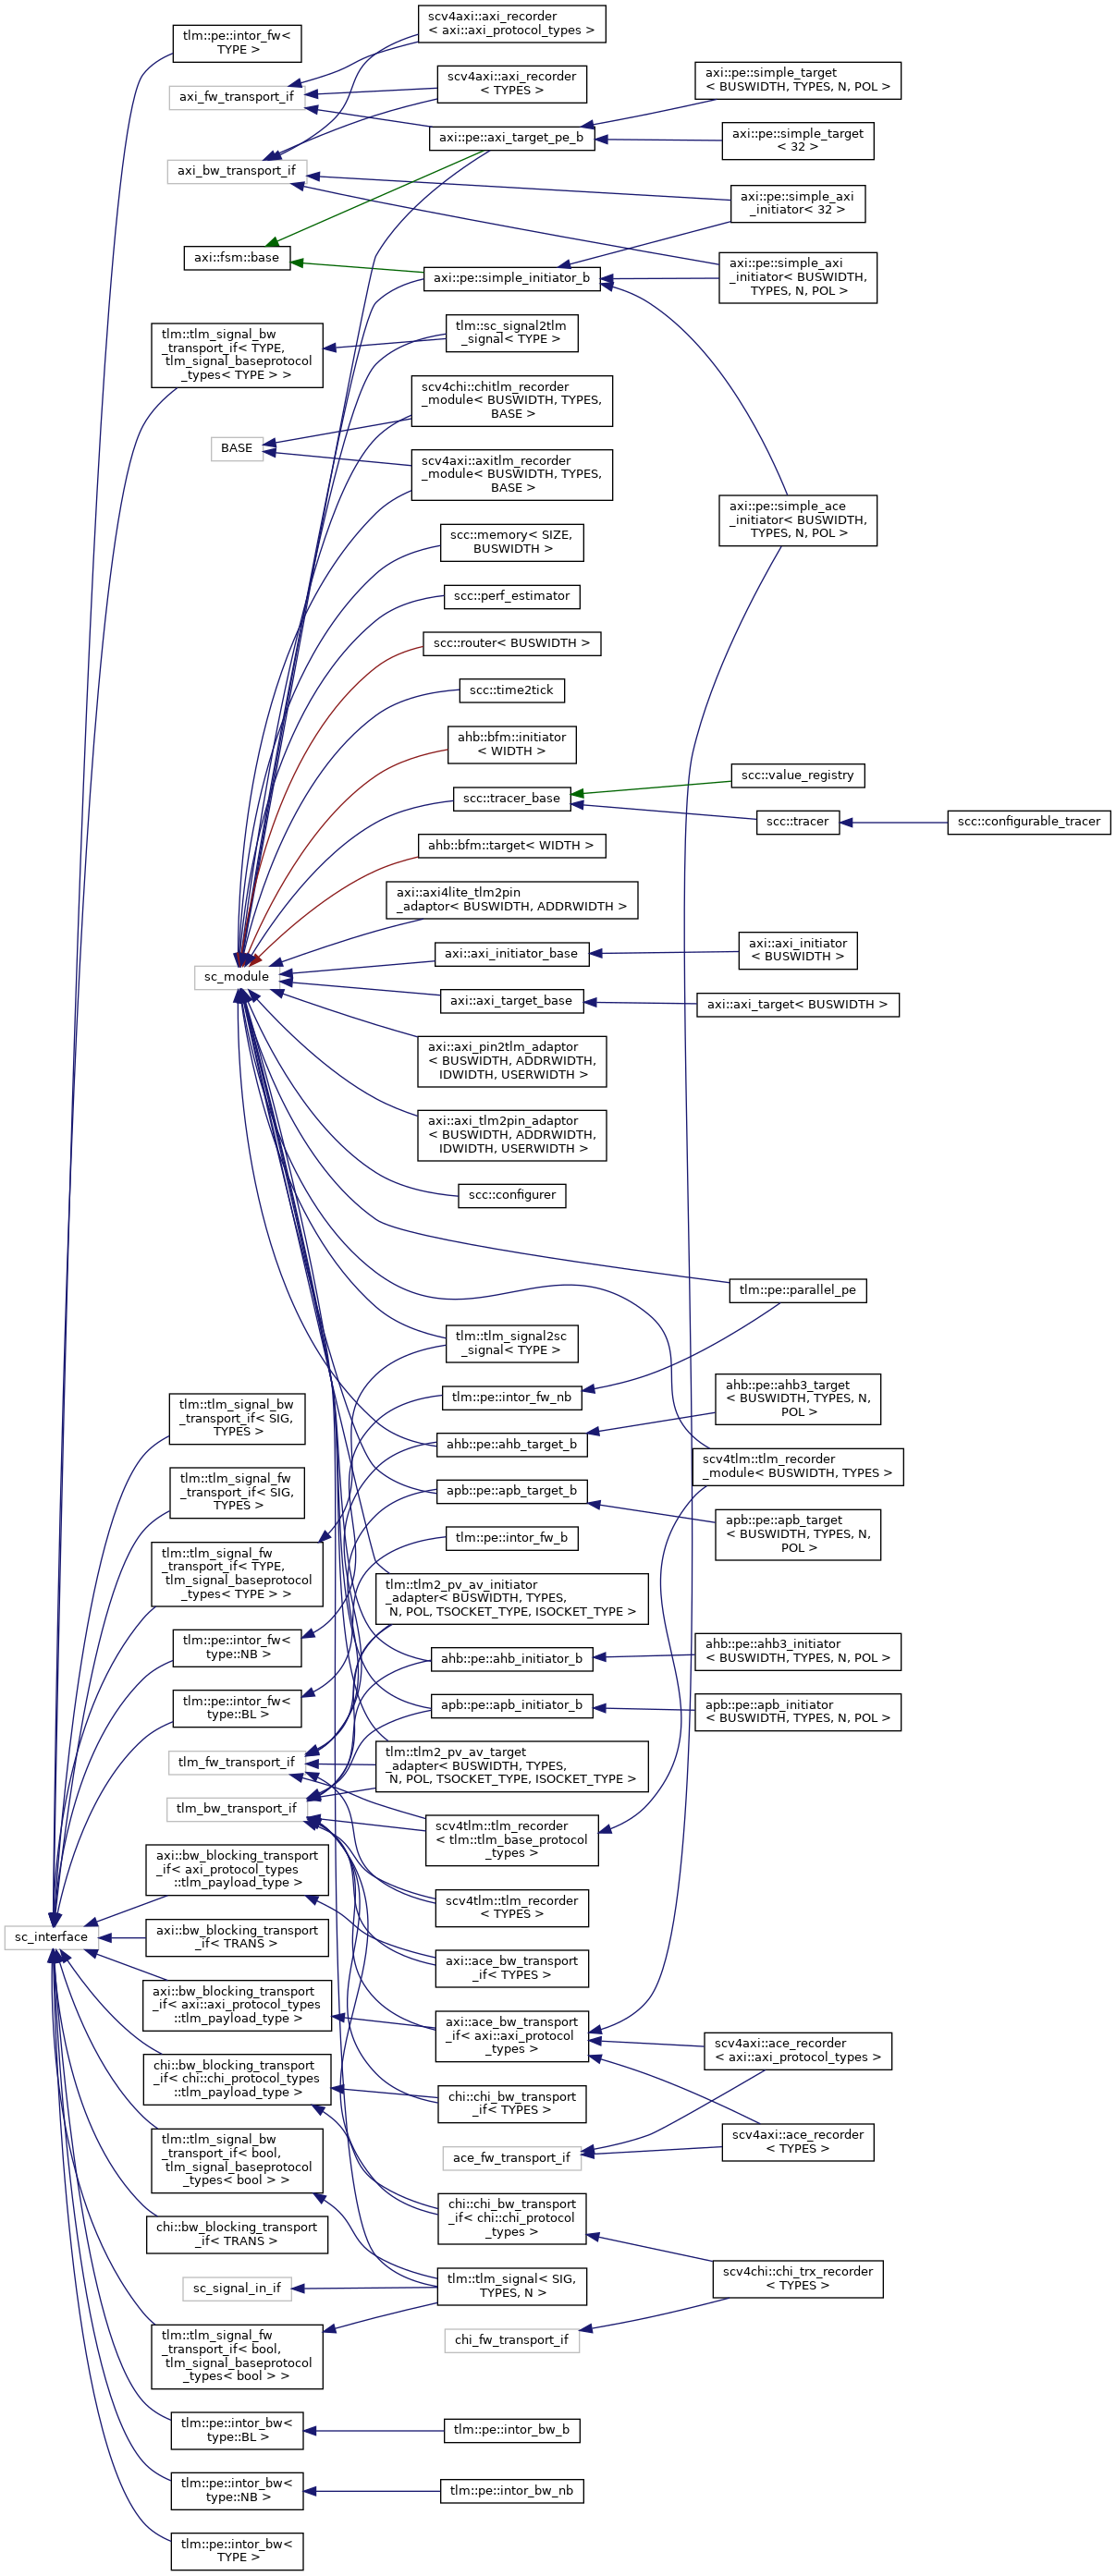 scv4axi::axi_recorder
< axi::axi_protocol_types >
tlm::pe::intor_fw<
TYPE >
axi_fw_transport_if
scv4axi::axi_recorder
< TYPES >
axi::pe::simple_target
< BUSWIDTH, TYPES, N, POL >
axi::pe::axi_target_pe_b
axi::pe::simple_target
< 32 >
axi_bw_transport_if
axi::pe::simple_axi
_initiator< 32 >
axi::fsm::base
axi::pe::simple_initiator_b
axi::pe::simple_axi
_initiator< BUSWIDTH,
TYPES, N, POL >
tlm::tlm_signal_bw
_transport_if< TYPE,
tlm_signal_baseprotocol
_types< TYPE > >
tlm::sc_signal2tlm
_signal< TYPE >
scv4chi::chitlm_recorder
_module< BUSWIDTH, TYPES,
BASE >
BASE
scv4axi::axitlm_recorder
_module< BUSWIDTH, TYPES,
BASE >
axi::pe::simple_ace
_initiator< BUSWIDTH,
TYPES, N, POL >
scc::memory< SIZE,
BUSWIDTH >
scc::perf_estimator
scc::router< BUSWIDTH >
scc::time2tick
ahb::bfm::initiator
< WIDTH >
scc::value_registry
scc::tracer_base
scc::tracer
scc::configurable_tracer
ahb::bfm::target< WIDTH >
axi::axi4lite_tlm2pin
_adaptor< BUSWIDTH, ADDRWIDTH >
axi::axi_initiator_base
axi::axi_initiator
< BUSWIDTH >
sc_module
axi::axi_target_base
axi::axi_target< BUSWIDTH >
axi::axi_pin2tlm_adaptor
< BUSWIDTH, ADDRWIDTH,
IDWIDTH, USERWIDTH >
axi::axi_tlm2pin_adaptor
< BUSWIDTH, ADDRWIDTH,
IDWIDTH, USERWIDTH >
scc::configurer
tlm::pe::parallel_pe
tlm::tlm_signal2sc
_signal< TYPE >
tlm::pe::intor_fw_nb
ahb::pe::ahb3_target
< BUSWIDTH, TYPES, N,
POL >
tlm::tlm_signal_bw
_transport_if< SIG,
TYPES >
ahb::pe::ahb_target_b
scv4tlm::tlm_recorder
_module< BUSWIDTH, TYPES >
tlm::tlm_signal_fw
_transport_if< SIG,
TYPES >
apb::pe::apb_target_b
apb::pe::apb_target
< BUSWIDTH, TYPES, N,
POL >
tlm::pe::intor_fw_b
tlm::tlm_signal_fw
_transport_if< TYPE,
tlm_signal_baseprotocol
_types< TYPE > >
tlm::tlm2_pv_av_initiator
_adapter< BUSWIDTH, TYPES,
N, POL, TSOCKET_TYPE, ISOCKET_TYPE >
tlm::pe::intor_fw<
type::NB >
ahb::pe::ahb_initiator_b
ahb::pe::ahb3_initiator
< BUSWIDTH, TYPES, N, POL >
tlm::pe::intor_fw<
type::BL >
apb::pe::apb_initiator_b
apb::pe::apb_initiator
< BUSWIDTH, TYPES, N, POL >
tlm_fw_transport_if
tlm::tlm2_pv_av_target
_adapter< BUSWIDTH, TYPES,
N, POL, TSOCKET_TYPE, ISOCKET_TYPE >
tlm_bw_transport_if
scv4tlm::tlm_recorder
< tlm::tlm_base_protocol
_types >
axi::bw_blocking_transport
_if< axi_protocol_types
::tlm_payload_type >
scv4tlm::tlm_recorder
< TYPES >
sc_interface
axi::bw_blocking_transport
_if< TRANS >
axi::ace_bw_transport
_if< TYPES >
axi::bw_blocking_transport
_if< axi::axi_protocol_types
::tlm_payload_type >
axi::ace_bw_transport
_if< axi::axi_protocol
_types >
scv4axi::ace_recorder
< axi::axi_protocol_types >
chi::bw_blocking_transport
_if< chi::chi_protocol_types
::tlm_payload_type >
chi::chi_bw_transport
_if< TYPES >
tlm::tlm_signal_bw
_transport_if< bool,
tlm_signal_baseprotocol
_types< bool > >
ace_fw_transport_if
scv4axi::ace_recorder
< TYPES >
chi::bw_blocking_transport
_if< TRANS >
chi::chi_bw_transport
_if< chi::chi_protocol
_types >
sc_signal_in_if
tlm::tlm_signal< SIG,
TYPES, N >
scv4chi::chi_trx_recorder
< TYPES >
tlm::tlm_signal_fw
_transport_if< bool,
tlm_signal_baseprotocol
_types< bool > >
chi_fw_transport_if
tlm::pe::intor_bw<
type::BL >
tlm::pe::intor_bw_b
tlm::pe::intor_bw<
type::NB >
tlm::pe::intor_bw_nb
tlm::pe::intor_bw<
TYPE >